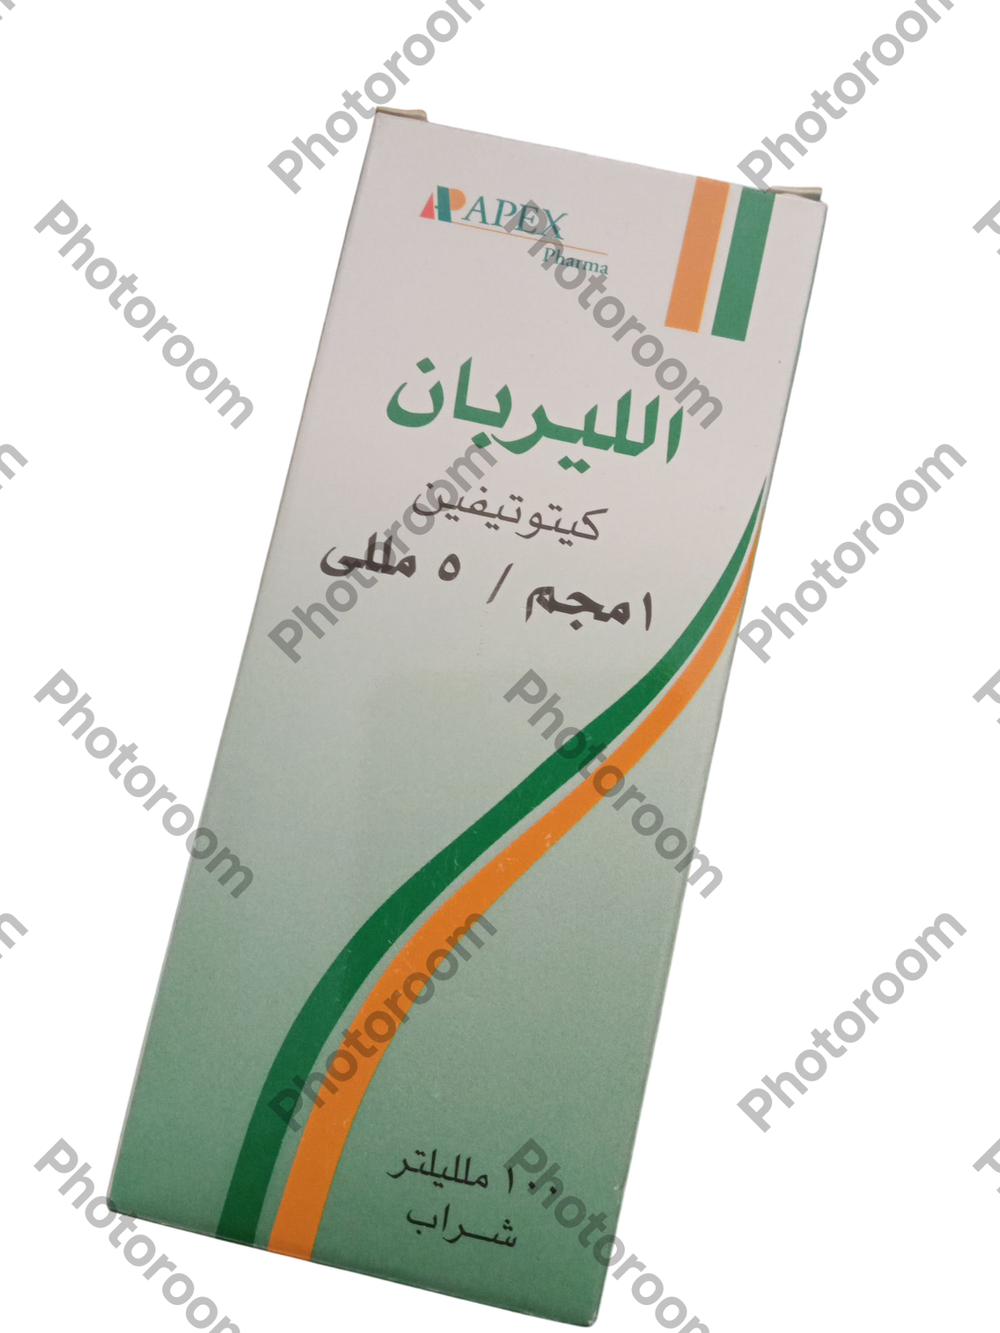 APEX
Pharma
الليربان
كيتوتيفين
١مجم / ٥ مللى
١٠٠ ملليلتر
شراب
Photoroom